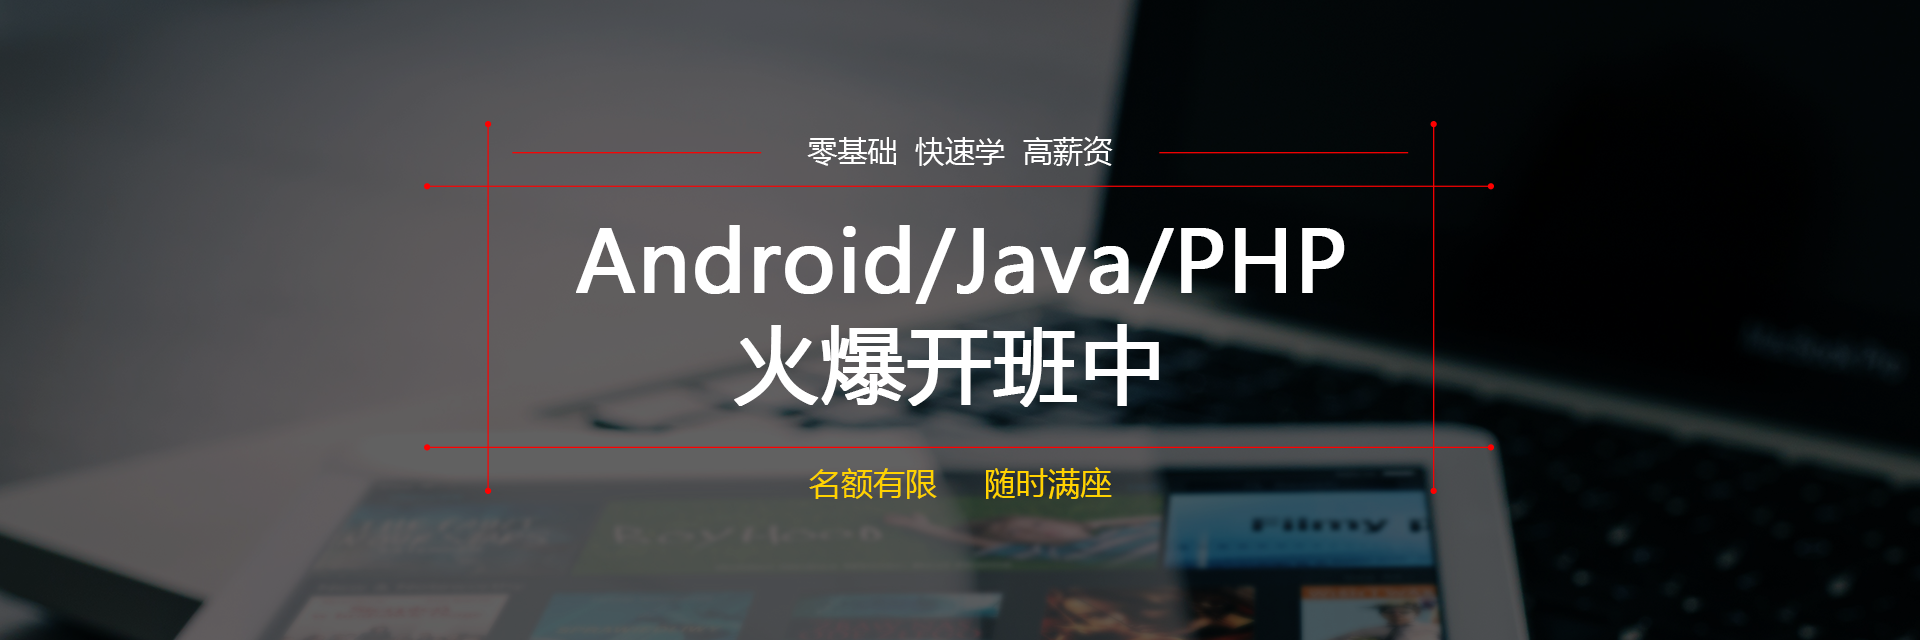 零基础 快速学 高薪资
Android/Java/PHP
火爆开班中
名额有限 随时满座